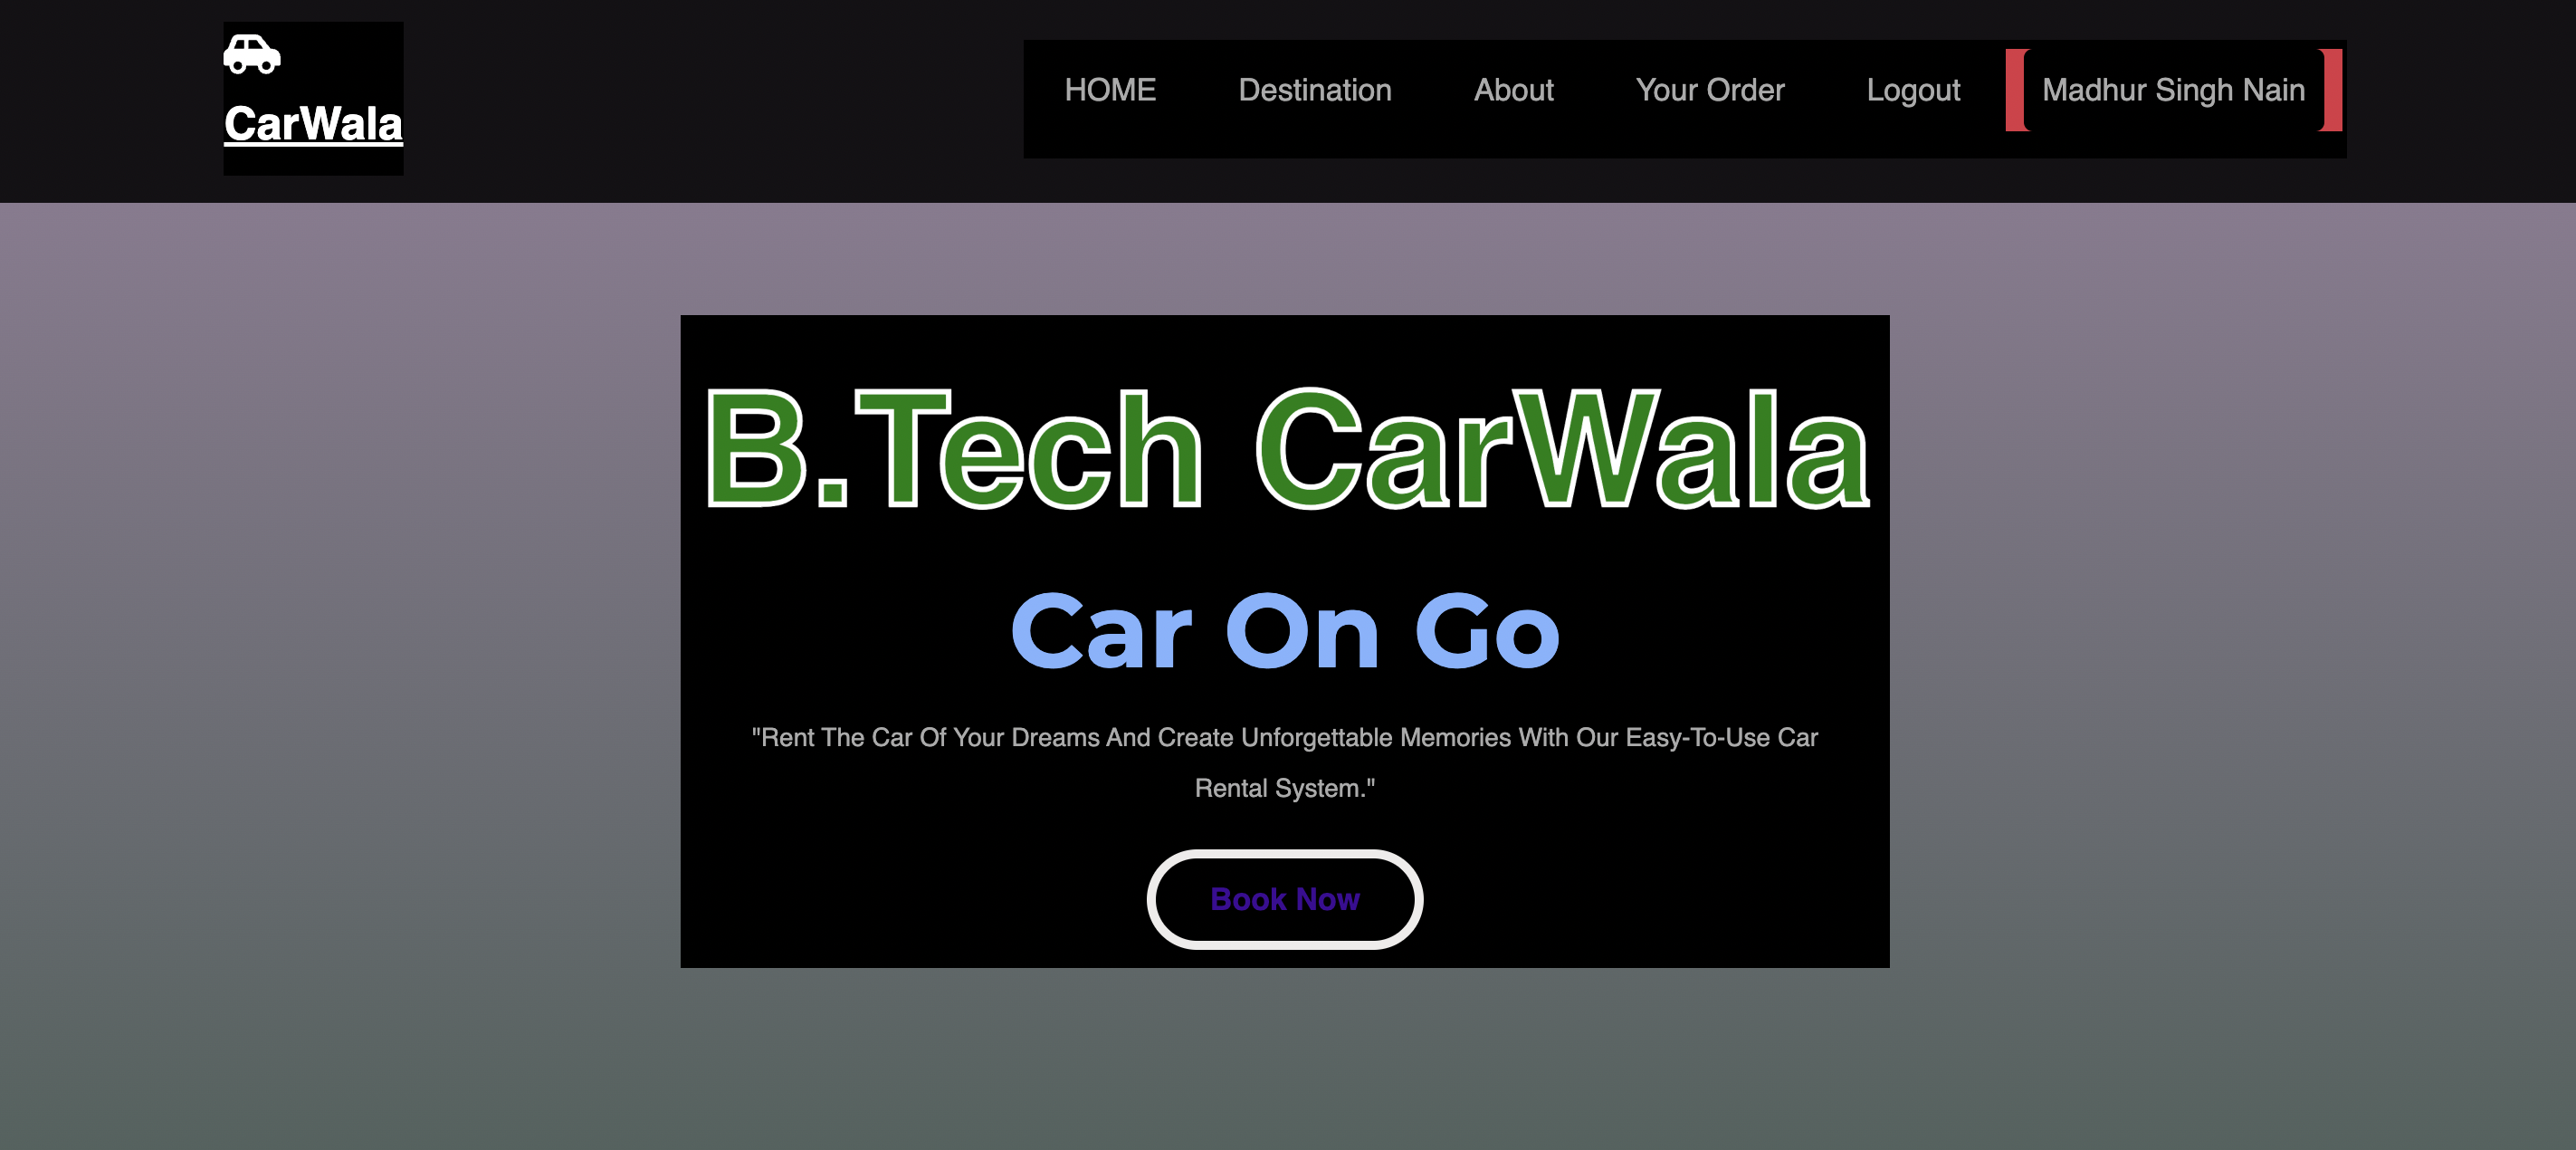 CarWala
HOME Destination About Your Order Logout Madhur Singh Nain
B.Tech CarWala
Car On Go
"Rent The Car Of Your Dreams And Create Unforgettable Memories With Our Easy-To-Use Car
Rental System."
Book Now